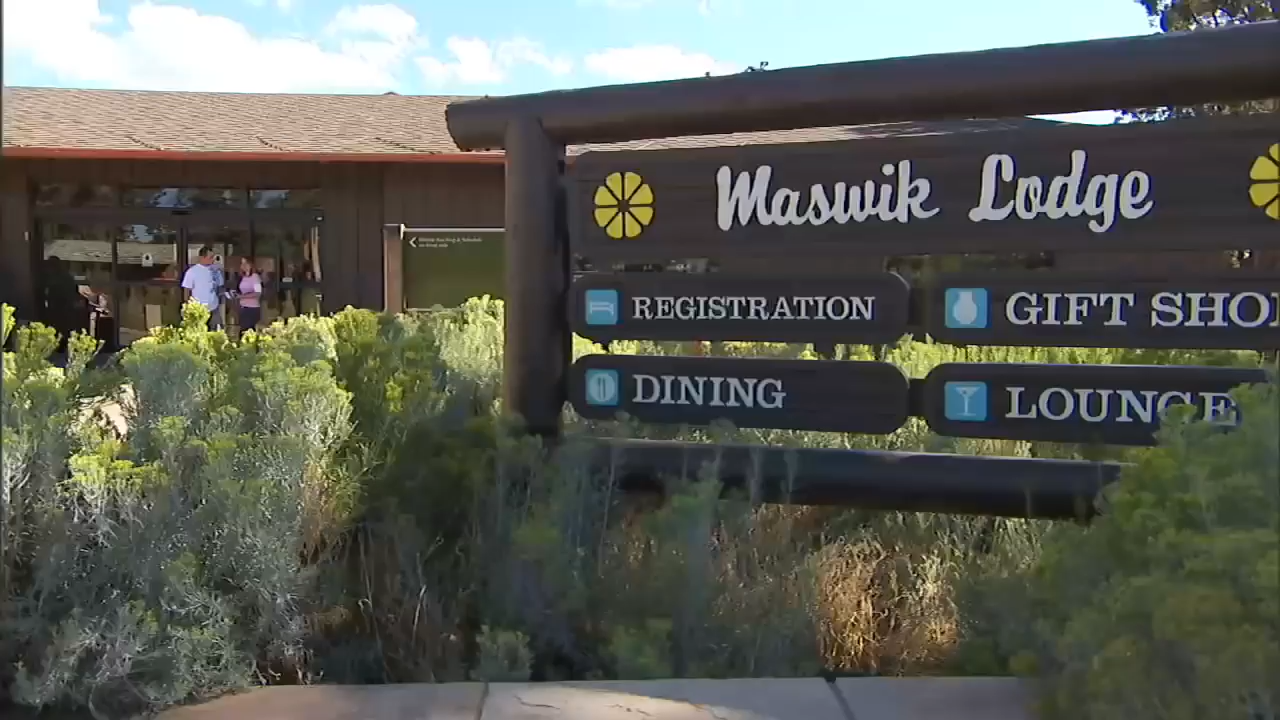 Maswik Lodge
REGISTRATION
GIFT SHO
DINING
LOUNGE